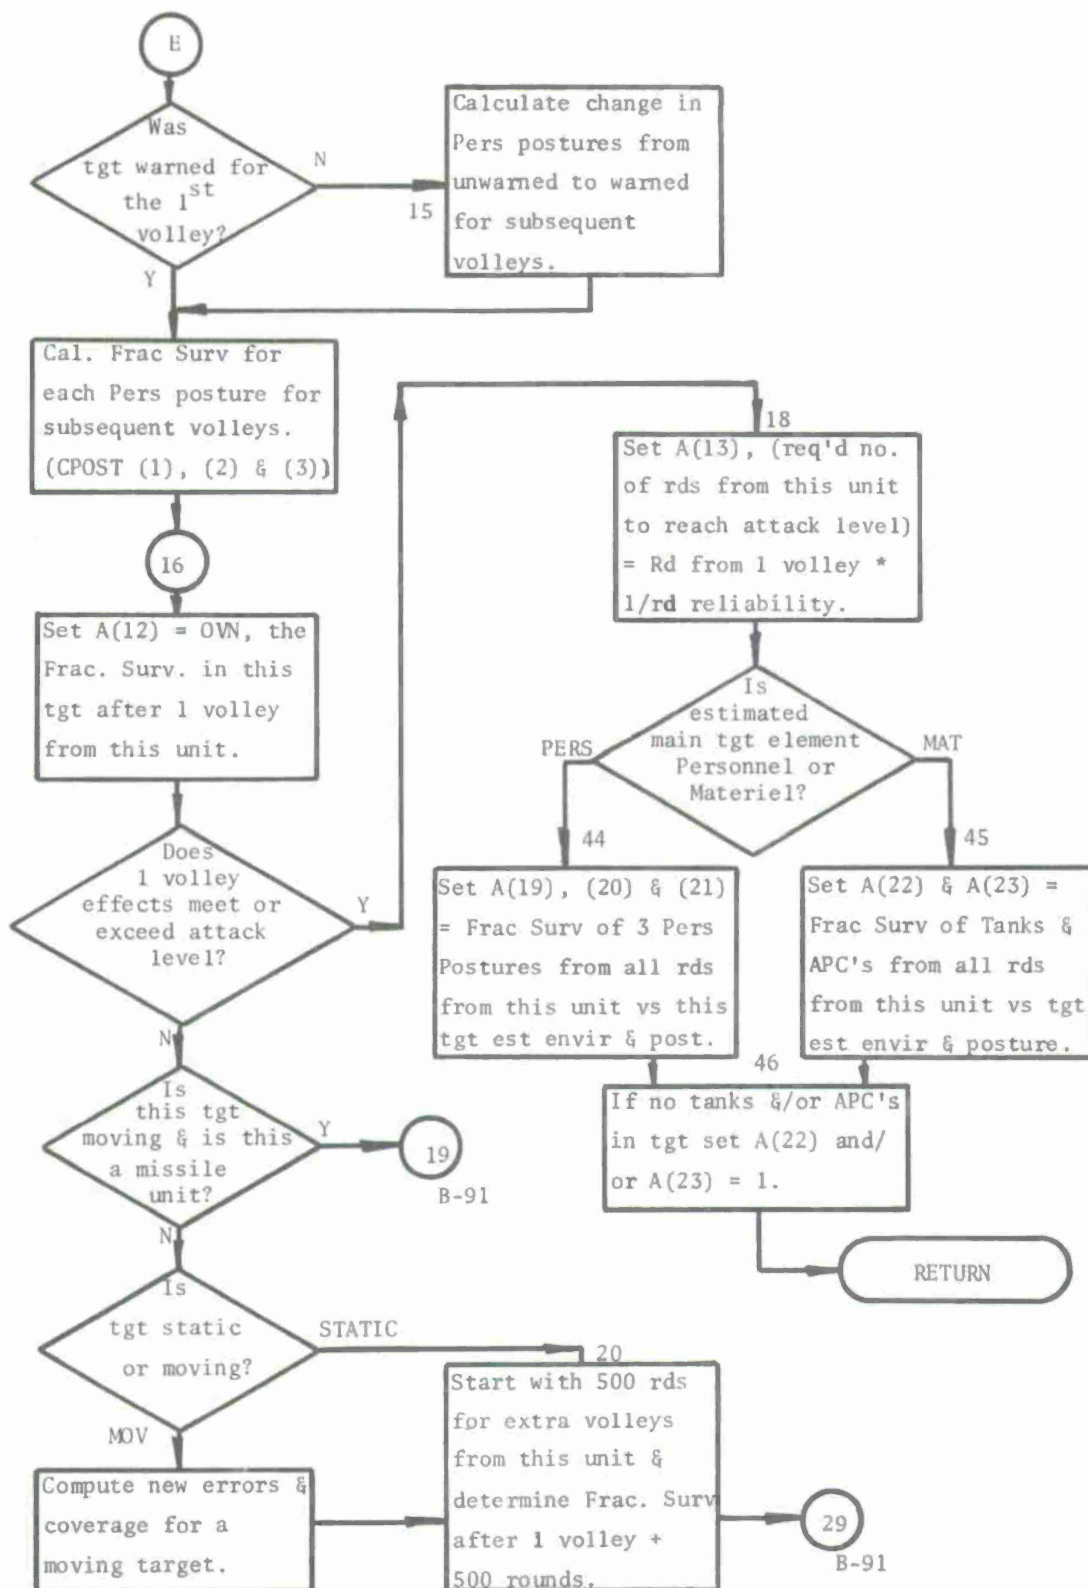 E
Was
tgt warned for
the 1st
volley?
N
Y
15
Calculate change in
Pers postures from
unwarned to warned
for subsequent
volleys.
Cal. Frac Surv for
each Pers posture for
subsequent volleys.
(CPOST (1), (2) & (3))
16
Set A(12) = OVN, the
Frac. Surv. in this
tgt after 1 volley
from this unit.
Does
1 volley
effects meet or
exceed attack
level?
Y
N
18
Set A(13), (req'd no.
of rds from this unit
to reach attack level)
= Rd from 1 volley *
1/rd reliability.
Is
estimated
main tgt element
Personnel or
Materiel?
PERS
MAT
44
Set A(19), (20) & (21)
= Frac Surv of 3 Pers
Postures from all rds
from this unit vs this
tgt est envir & post.
45
Set A(22) & A(23) =
Frac Surv of Tanks &
APC's from all rds
from this unit vs tgt
est envir & posture.
46
If no tanks &/or APC's
in tgt set A(22) and/
or A(23) = 1.
RETURN
Is
this tgt
moving & is this
a missile
unit?
Y
N
19
B-91
Is
tgt static
or moving?
STATIC
MOV
20
Start with 500 rds
for extra volleys
from this unit &
determine Frac. Surv
after 1 volley +
500 rounds.
Compute new errors &
coverage for a
moving target.
29
B-91